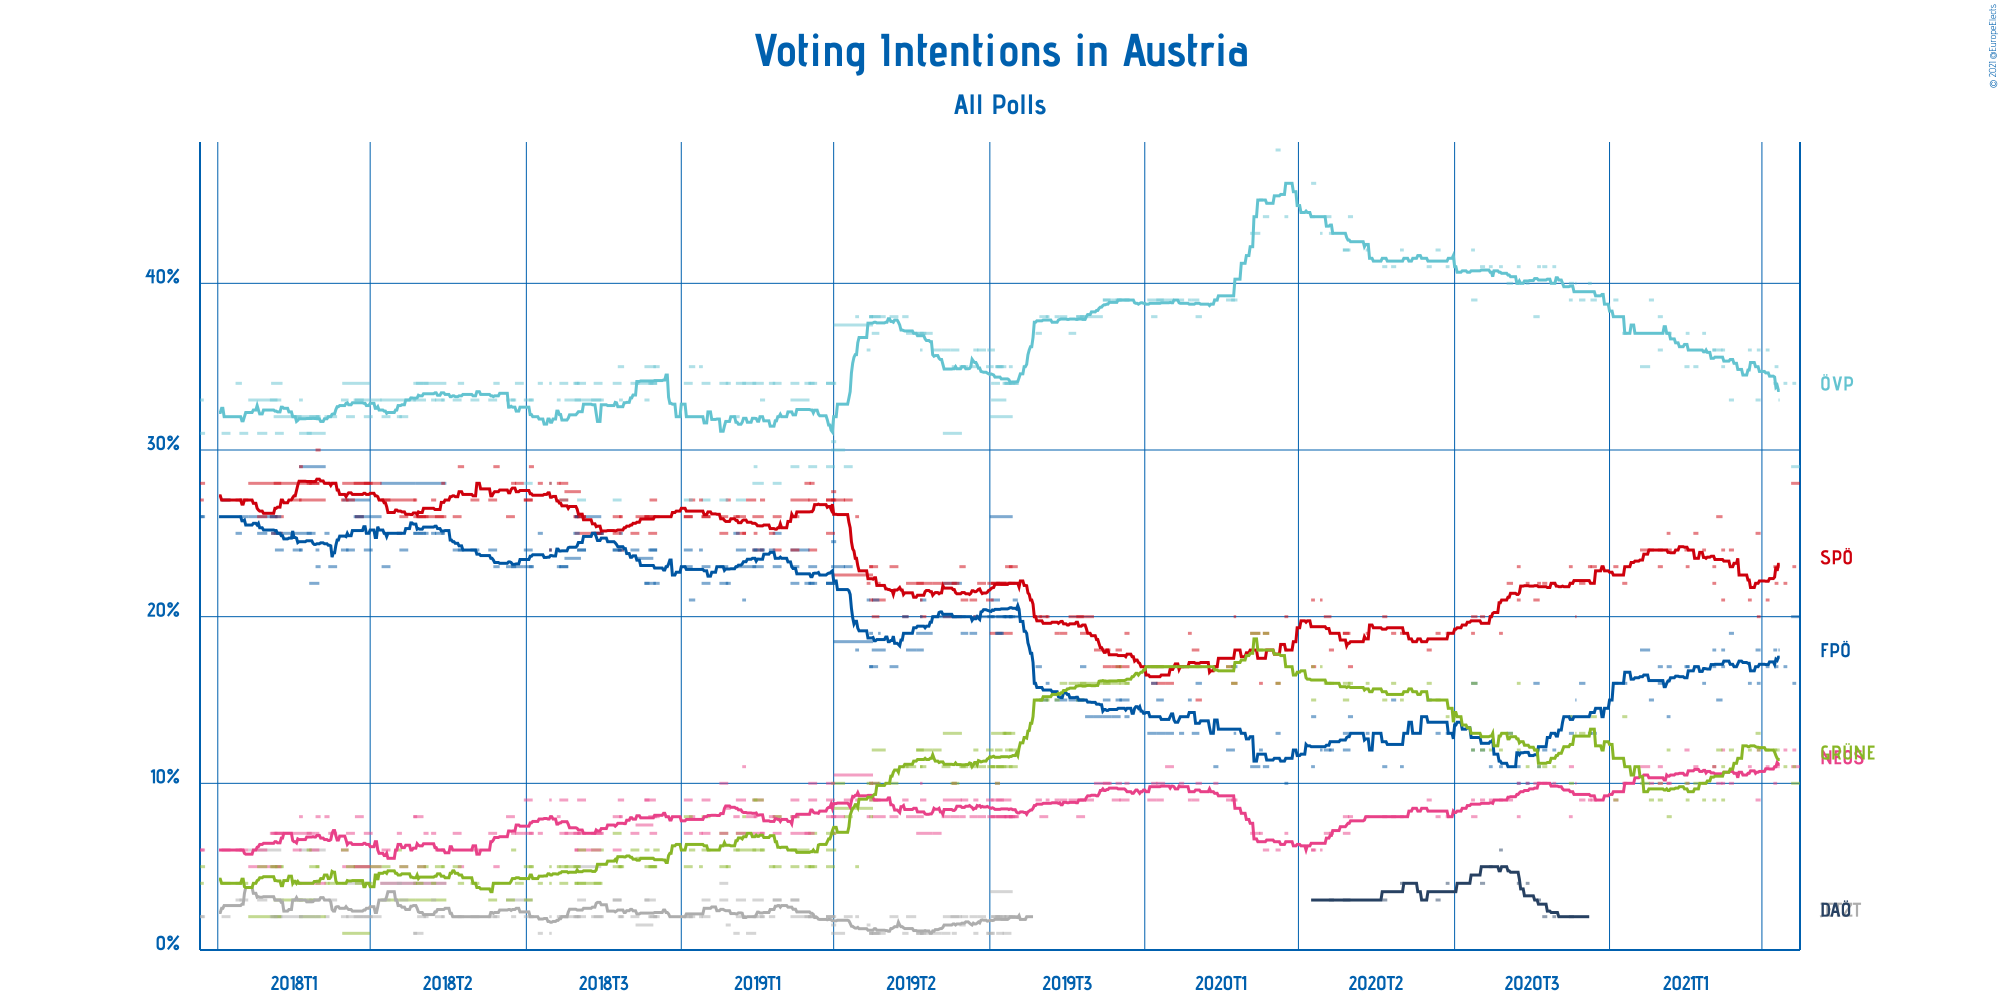 Voting Intentions in Austria
All Polls
© 2021 @EuropeElects
40%
30%
20%
10%
0%
ÖVP
SPÖ
FPÖ
GRÜNE
NEOS
DAÖ
2018T1
2018T2
2018T3
2019T1
2019T2
2019T3
2020T1
2020T2
2020T3
2021T1